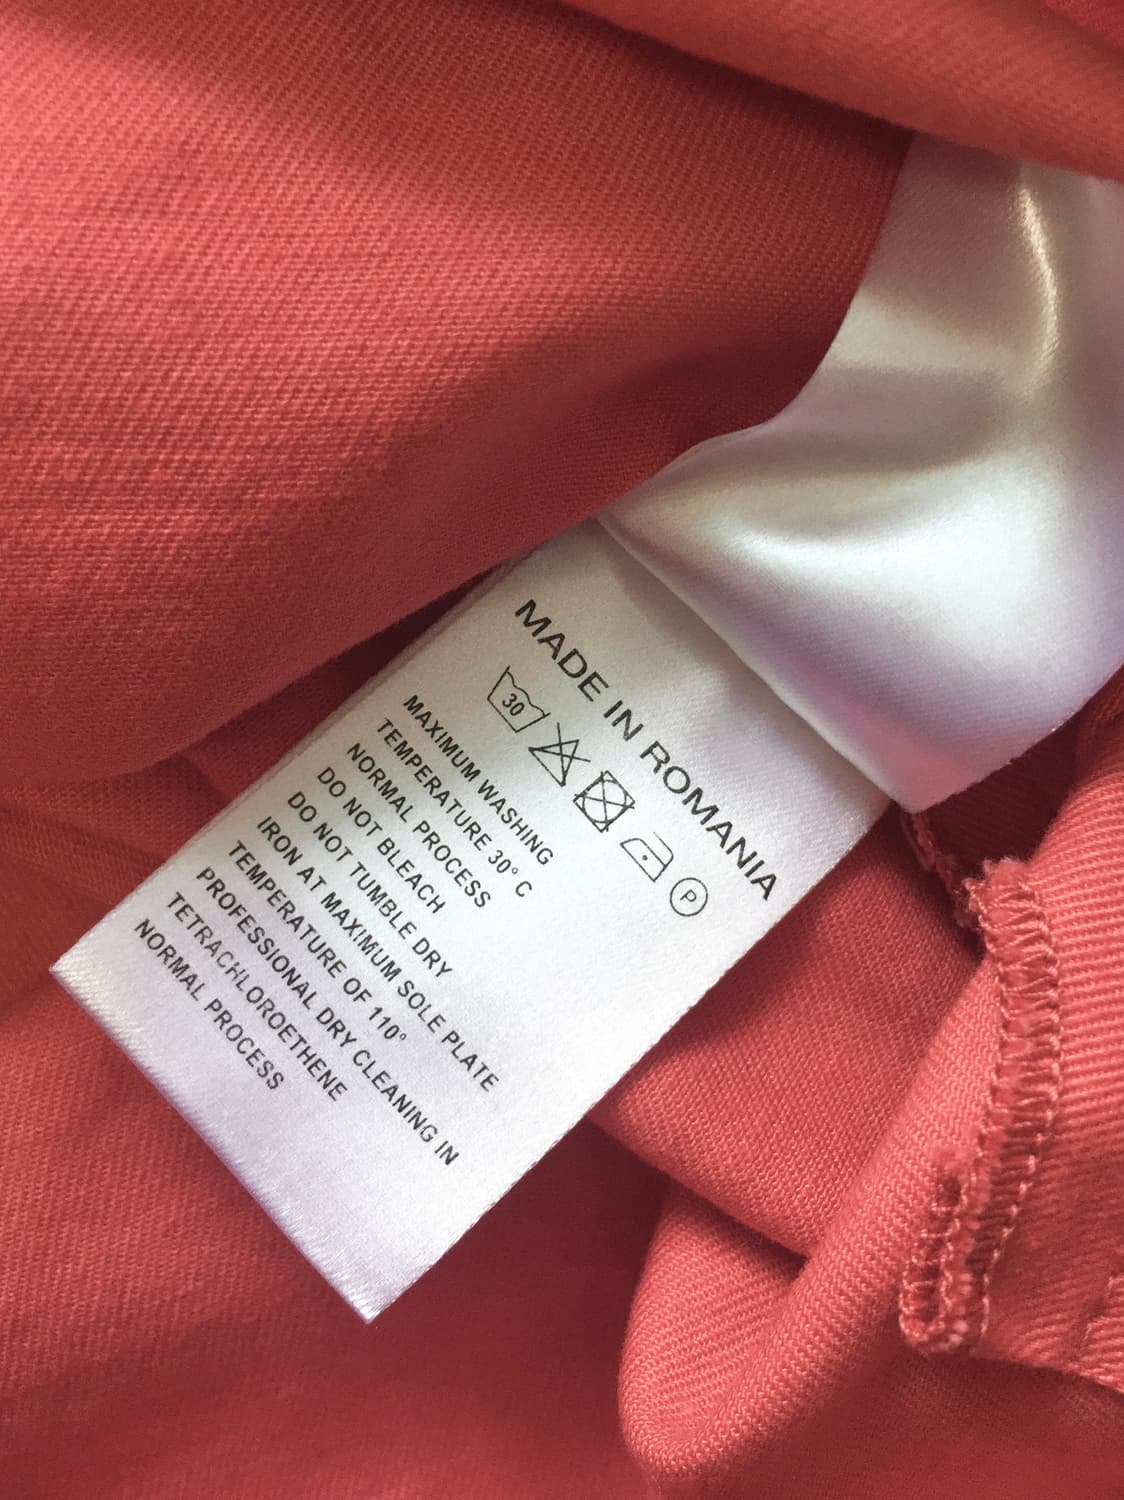 MADE IN ROMANIA
30
P
MAXIMUM WASHING
TEMPERATURE 30° C
NORMAL PROCESS
DO NOT BLEACH
DO NOT TUMBLE DRY
IRON AT MAXIMUM SOLE PLATE
TEMPERATURE OF 110°
PROFESSIONAL DRY CLEANING IN
TETRACHLOROETHENE
NORMAL PROCESS